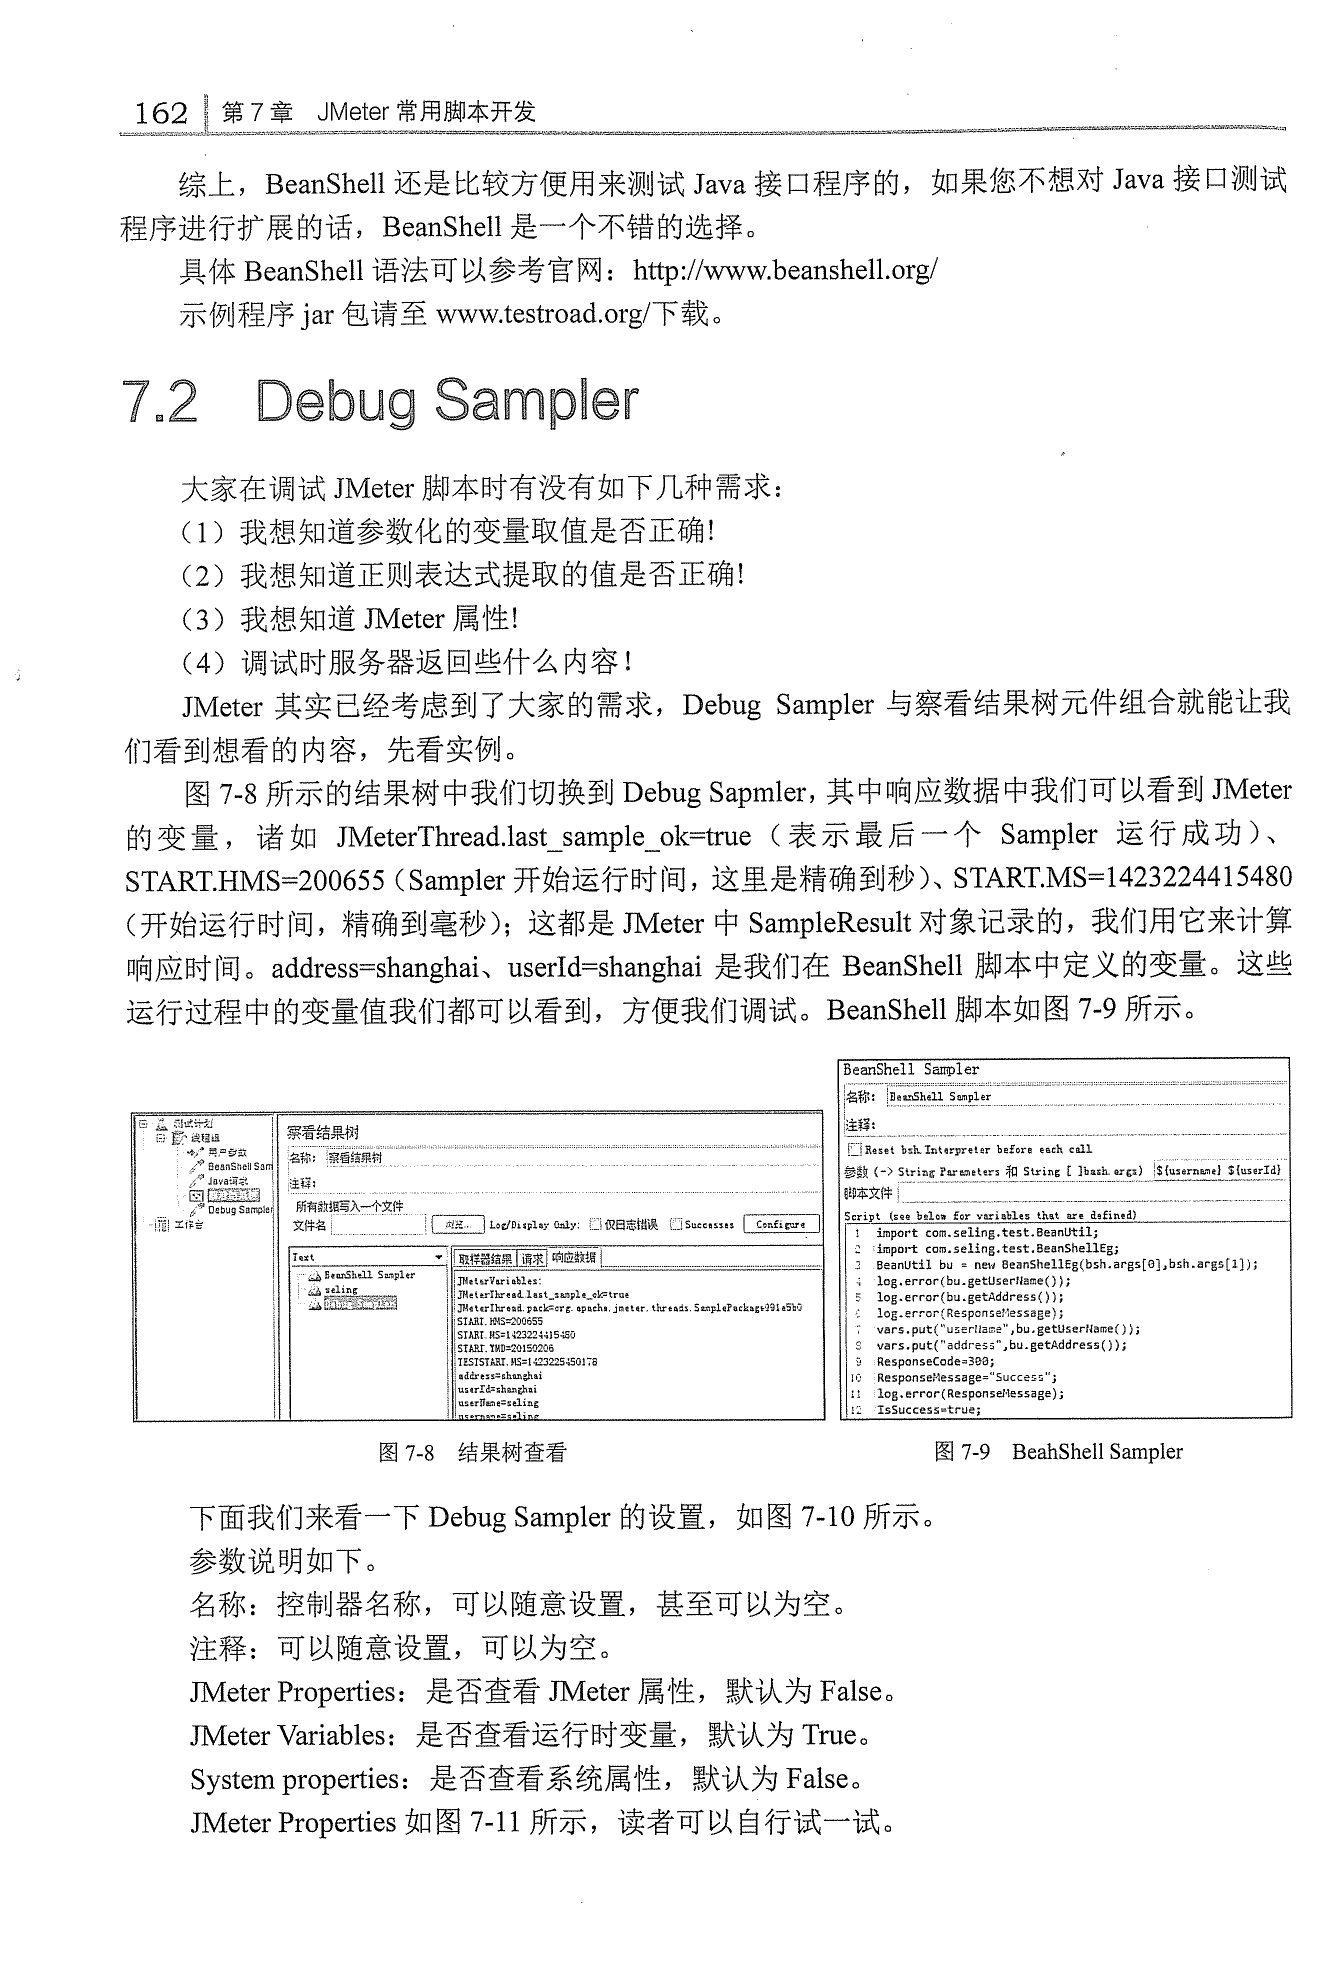 162 第7章 JMeter 常用脚本开发
综上，BeanShell 还是比较方便用来测试 Java 接口程序的，如果您不想对 Java 接口测试
程序进行扩展的话，BeanShell 是一个不错的选择。
具体 BeanShell 语法可以参考官网：http://www.beanshell.org/
示例程序 jar 包请至 www.testroad.org/下载。
7.2 Debug Sampler
大家在调试 JMeter 脚本时有没有如下几种需求：
（1）我想知道参数化的变量取值是否正确!
（2）我想知道正则表达式提取的值是否正确!
（3）我想知道 JMeter 属性!
（4）调试时服务器返回些什么内容！
JMeter 其实已经考虑到了大家的需求，Debug Sampler 与察看结果树元件组合就能让我
们看到想看的内容，先看实例。
图 7-8 所示的结果树中我们切换到 Debug Sapmler，其中响应数据中我们可以看到 JMeter
的变量，诸如 JMeterThread.last_sample_ok=true（表示最后一个 Sampler 运行成功）、
START.HMS=200655（Sampler 开始运行时间，这里是精确到秒）、START.MS=1423224415480
（开始运行时间，精确到毫秒）；这都是 JMeter 中 SampleResult 对象记录的，我们用它来计算
响应时间。address=shanghai、userId=shanghai 是我们在 BeanShell 脚本中定义的变量。这些
运行过程中的变量值我们都可以看到，方便我们调试。BeanShell 脚本如图 7-9 所示。
测试计划
线程组
用户参数
BeanShell Sam
Java请求
Debug Sampler
工作台
察看结果树
名称：察看结果树
注释：
所有数据写入一个文件
文件名 浏览... Log/Display Only: 仅日志错误 Successes Configure
Text
BeanShell Sampler
seling
取样器结果 请求 响应数据
JMeterVariables:
JMeterThread.last_sample_ok=true
JMeterThread.pack=org.apache.jmeter.threads.SamplePackage@91e5b0
START.HMS=200655
START.MS=1423224415480
START.YMD=20150206
TESTSTART.MS=1423225450178
address=shanghai
userId=shanghai
userName=seling
username=seling
BeanShell Sampler
名称：BeanShell Sampler
注释：
Reset bsh.Interpreter before each call
参数 (-> String Parameters 和 String [ ]bash.args) ${username} ${userId}
脚本文件
Script (see below for variables that are defined)
1 import com.seling.test.BeanUtil;
2 import com.seling.test.BeanShellEg;
3 BeanUtil bu = new BeanShellEg(bsh.args[0],bsh.args[1]);
4 log.error(bu.getUserName());
5 log.error(bu.getAddress());
6 log.error(ResponseMessage);
7 vars.put("userName",bu.getUserName());
8 vars.put("address",bu.getAddress());
9 ResponseCode=300;
10 ResponseMessage="Success";
11 log.error(ResponseMessage);
12 IsSuccess=true;
图 7-8 结果树查看
图 7-9 BeahShell Sampler
下面我们来看一下 Debug Sampler 的设置，如图 7-10 所示。
参数说明如下。
名称：控制器名称，可以随意设置，甚至可以为空。
注释：可以随意设置，可以为空。
JMeter Properties：是否查看 JMeter 属性，默认为 False。
JMeter Variables：是否查看运行时变量，默认为 True。
System properties：是否查看系统属性，默认为 False。
JMeter Properties 如图 7-11 所示，读者可以自行试一试。